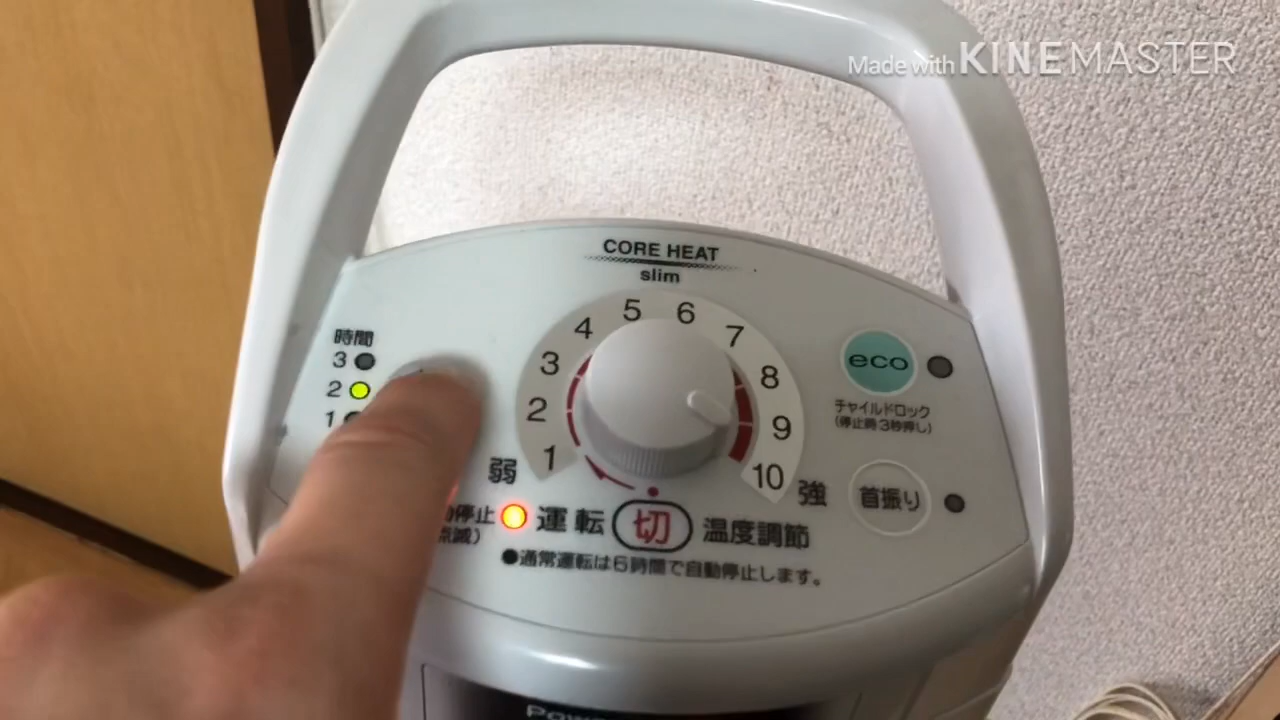 Made with KINEMASTER
CORE HEAT
slim
時間
3
2
1
1 2 3 4 5 6 7 8 9 10
弱
強
eco
チャイルドロック
(停止時3秒押し)
首振り
停止
運転
切
温度調節
●通常運転は6時間で自動停止します。